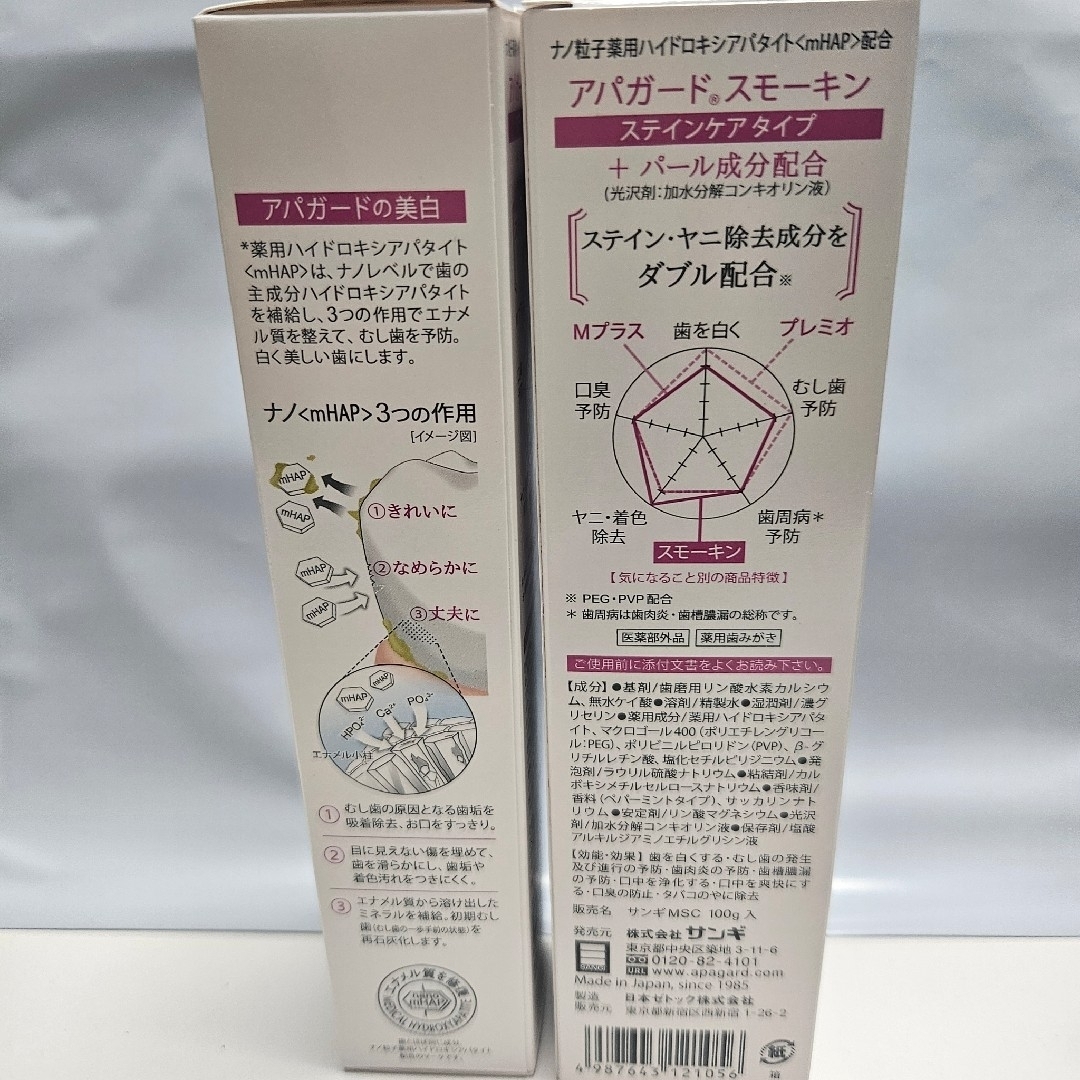 アパガードの美白
*薬用ハイドロキシアパタイト
<mHAP>は、ナノレベルで歯の
主成分ハイドロキシアパタイト
を補給し、3つの作用でエナメ
ル質を整えて、むし歯を予防。
白く美しい歯にします。
ナノ<mHAP>3つの作用
[イメージ図]
mHAP
mHAP
①きれいに
mHAP
②なめらかに
mHAP
③丈夫に
mHAP
mHAP
HPO₄²⁻
Ca²⁺
PO₄³⁻
エナメル小柱
① むし歯の原因となる歯垢を
吸着除去、お口をすっきり。
② 目に見えない傷を埋めて、
歯を滑らかにし、歯垢や
着色汚れをつきにくく。
③ エナメル質から溶け出した
ミネラルを補給。初期むし
歯(むし歯の一歩手前の状態)を
再石灰化します。
エナメル質を修復
nano
mHAP
MEDICAL HYDROXYAPATITE
ナノ粒子薬用ハイドロキシアパタイト
ナノ粒子薬用ハイドロキシアパタイト<mHAP>配合
アパガード®スモーキン
ステインケアタイプ
+ パール成分配合
(光沢剤:加水分解コンキオリン液)
ステイン・ヤニ除去成分を
ダブル配合※
Mプラス
歯を白く
プレミオ
口臭
予防
むし歯
予防
ヤニ・着色
除去
歯周病*
予防
スモーキン
【気になること別の商品特徴】
※ PEG・PVP配合
* 歯周病は歯肉炎・歯槽膿漏の総称です。
医薬部外品 薬用歯みがき
ご使用前に添付文書をよくお読み下さい。
【成分】●基剤/歯磨用リン酸水素カルシウ
ム、無水ケイ酸●溶剤/精製水●湿潤剤/濃グ
リセリン●薬用成分/薬用ハイドロキシアパタ
イト、マクロゴール400(ポリエチレングリコー
ル:PEG)、ポリビニルピロリドン(PVP)、β-グ
リチルレチン酸、塩化セチルピリジニウム●発
泡剤/ラウリル硫酸ナトリウム●粘結剤/カル
ボキシメチルセルロースナトリウム●香味剤/
香料(ペパーミントタイプ)、サッカリンナト
リウム●安定剤/リン酸マグネシウム●光沢
剤/加水分解コンキオリン液●保存剤/塩酸
アルキルジアミノエチルグリシン液
【効能・効果】歯を白くする・むし歯の発生
及び進行の予防・歯肉炎の予防・歯槽膿漏
の予防・口中を浄化する・口中を爽快にす
る・口臭の防止・タバコのやに除去
販売名 サンギMSC 100g入
発売元 株式会社 サンギ
東京都中央区築地 3-11-6
0120-82-4101
URL www.apagard.com
Made in Japan, since 1985
製造
販売元
日本ゼトック株式会社
東京都新宿区西新宿 1-26-2
4 987643 121056
紙
箱